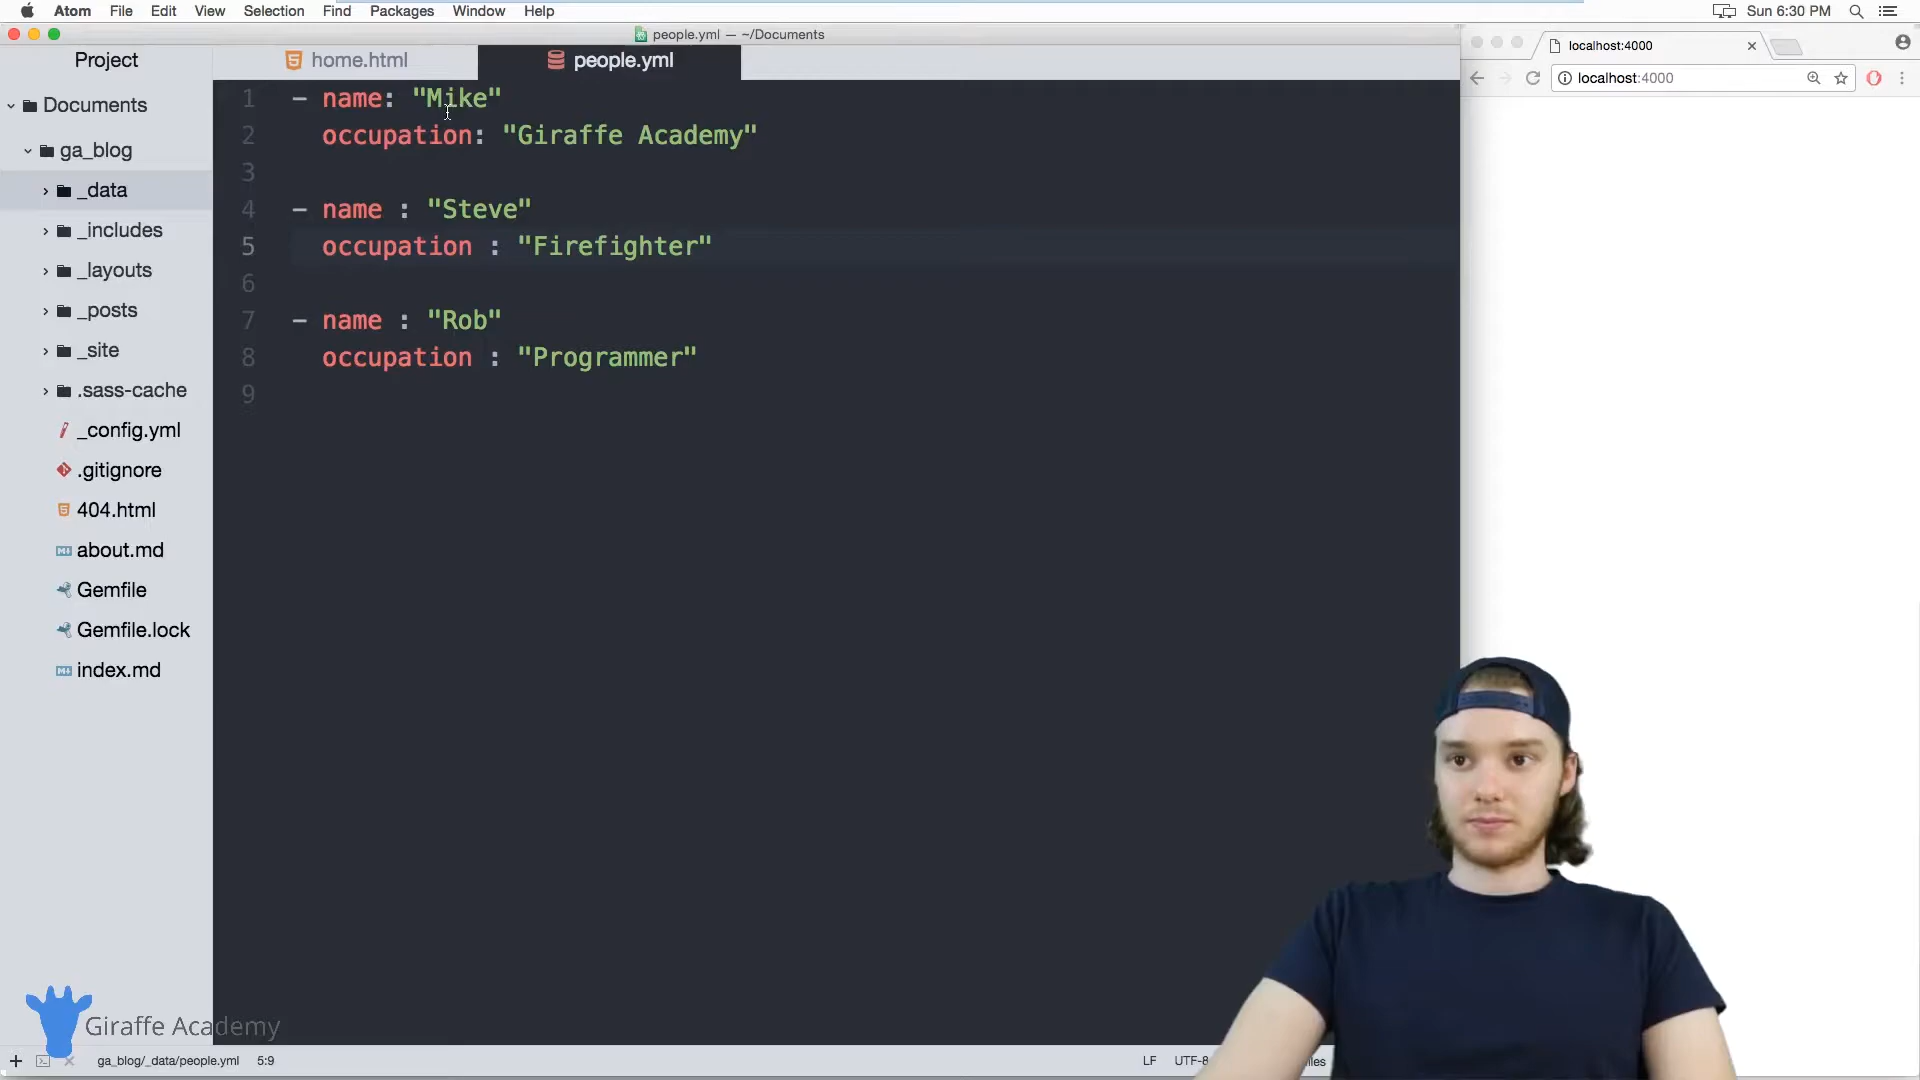 Atom File Edit View Selection Find Packages Window Help Sun 6:30 PM
people.yml — ~/Documents
Project
home.html
people.yml
localhost:4000
localhost:4000
Documents
ga_blog
_data
_includes
_layouts
_posts
_site
.sass-cache
_config.yml
.gitignore
404.html
about.md
Gemfile
Gemfile.lock
index.md
1 - name: "Mike"
2 occupation: "Giraffe Academy"
3
4 - name : "Steve"
5 occupation : "Firefighter"
6
7 - name : "Rob"
8 occupation : "Programmer"
9
Giraffe Academy
ga_blog/_data/people.yml 5:9 LF UTF-8